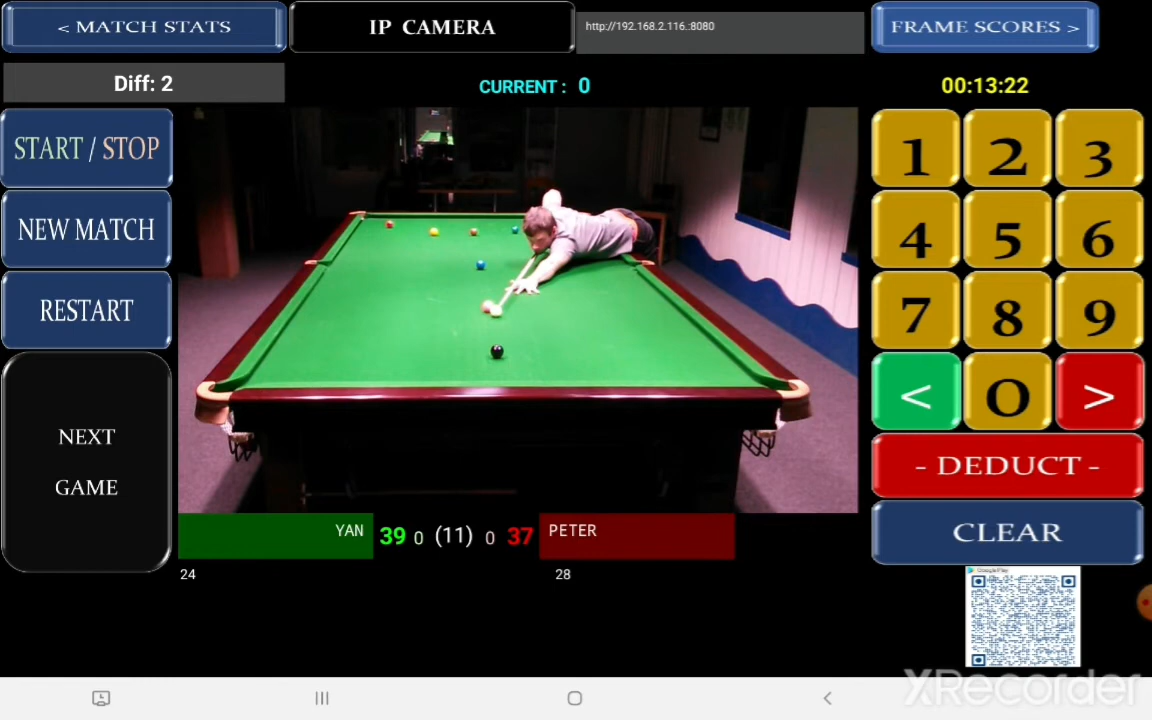 < MATCH STATS
IP CAMERA
http://192.168.2.116.:8080
FRAME SCORES >
Diff: 2
CURRENT : 0
00:13:22
START / STOP
NEW MATCH
RESTART
NEXT
GAME
1 2 3
4 5 6
7 8 9
< 0 >
- DEDUCT -
CLEAR
YAN 39 0 (11) 0 37 PETER
24 28
Google Play
XRecorder